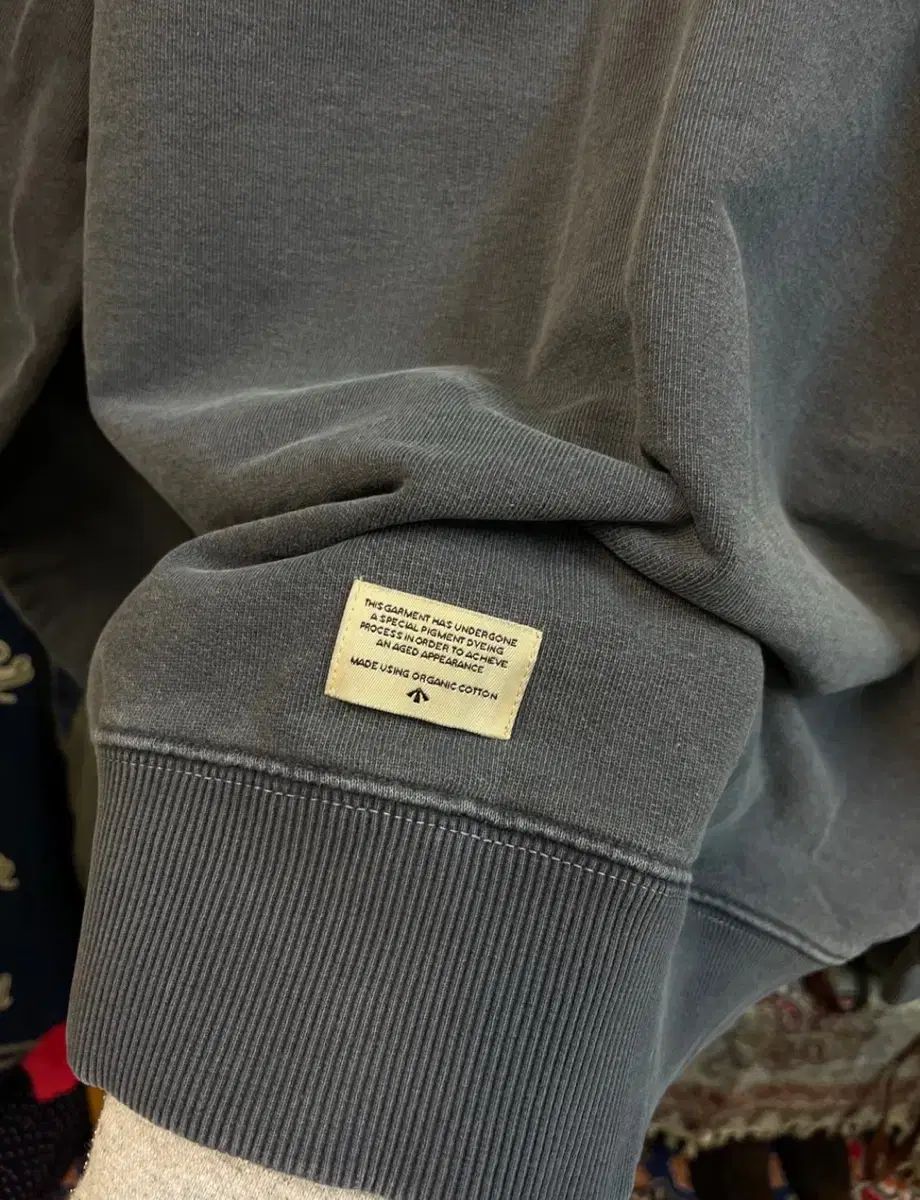 THIS GARMENT HAS UNDERGONE
A SPECIAL PIGMENT DYEING
PROCESS IN ORDER TO ACHIEVE
AN AGED APPEARANCE
MADE USING ORGANIC COTTON